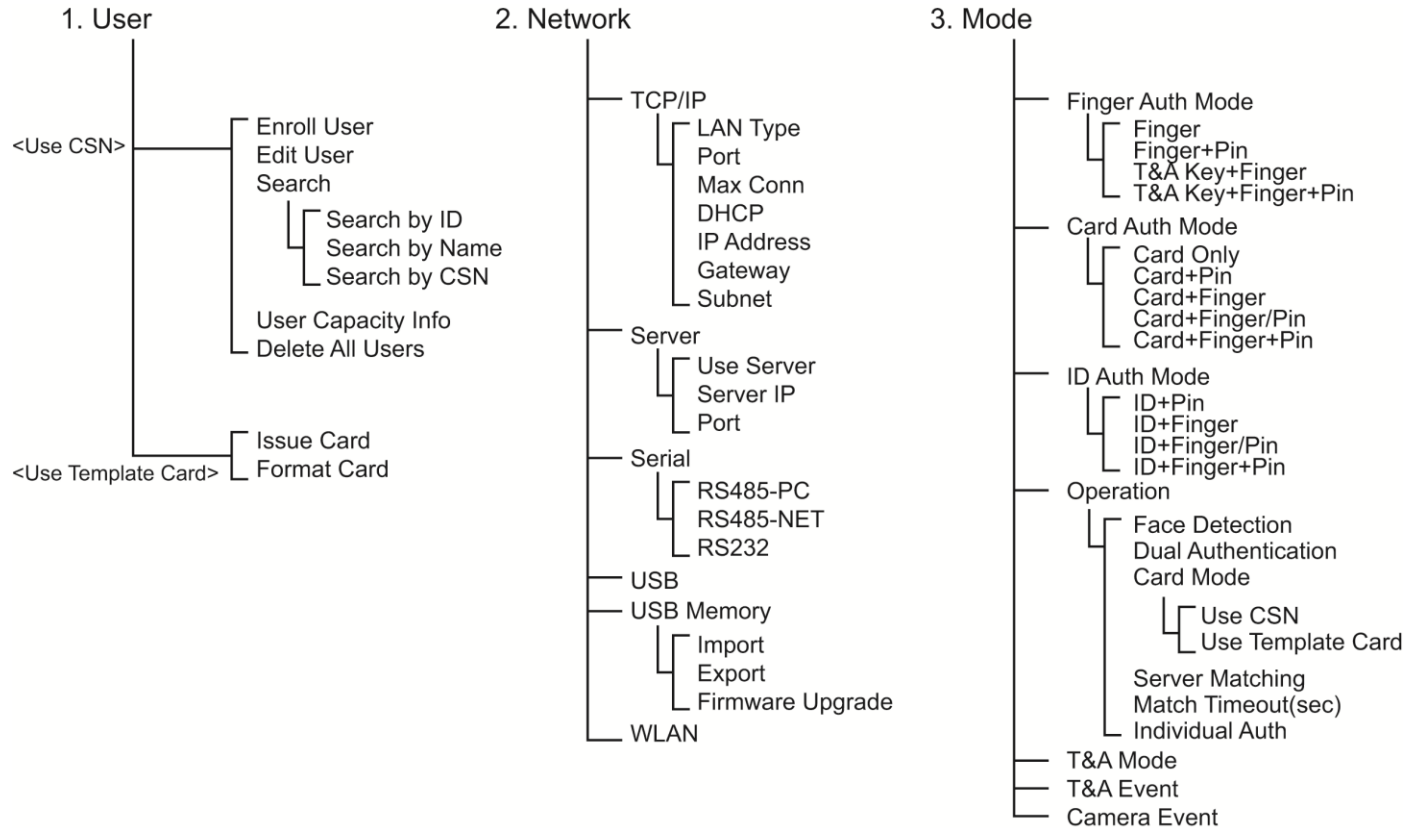 1. User
<Use CSN>
Enroll User
Edit User
Search
Search by ID
Search by Name
Search by CSN
User Capacity Info
Delete All Users
<Use Template Card>
Issue Card
Format Card
2. Network
TCP/IP
LAN Type
Port
Max Conn
DHCP
IP Address
Gateway
Subnet
Server
Use Server
Server IP
Port
Serial
RS485-PC
RS485-NET
RS232
USB
USB Memory
Import
Export
Firmware Upgrade
WLAN
3. Mode
Finger Auth Mode
Finger
Finger+Pin
T&A Key+Finger
T&A Key+Finger+Pin
Card Auth Mode
Card Only
Card+Pin
Card+Finger
Card+Finger/Pin
Card+Finger+Pin
ID Auth Mode
ID+Pin
ID+Finger
ID+Finger/Pin
ID+Finger+Pin
Operation
Face Detection
Dual Authentication
Card Mode
Use CSN
Use Template Card
Server Matching
Match Timeout(sec)
Individual Auth
T&A Mode
T&A Event
Camera Event